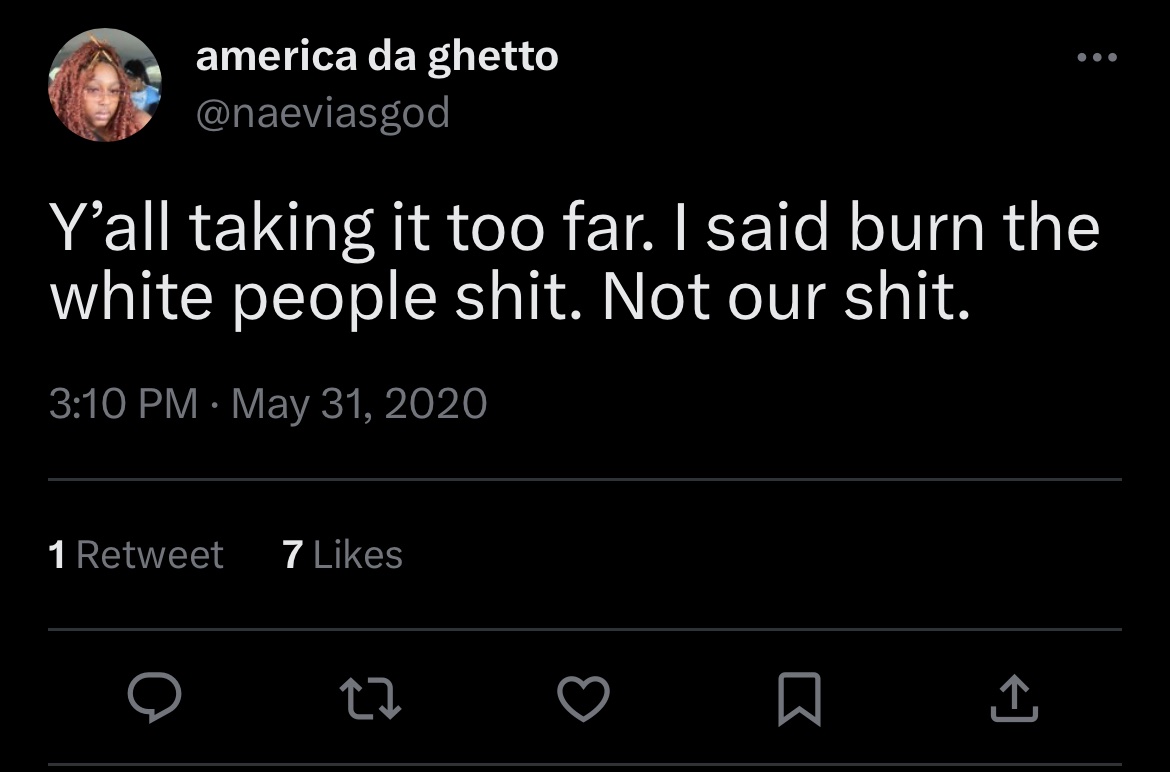 america da ghetto
@naeviasgod
Y’all taking it too far. I said burn the
white people shit. Not our shit.
3:10 PM · May 31, 2020
1 Retweet 7 Likes